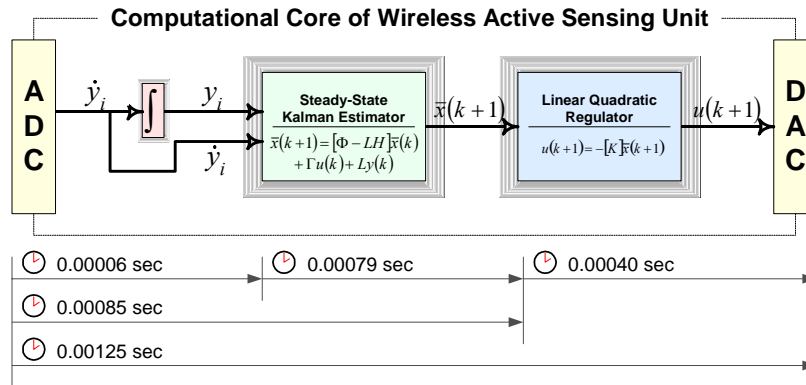 Computational Core of Wireless Active Sensing Unit
A
D
C
ẏᵢ
∫
yᵢ
ẏᵢ
Steady-State
Kalman Estimator
x̄(k+1)=[Φ−LH]x̄(k)
+Γu(k)+Ly(k)
x̄(k+1)
Linear Quadratic
Regulator
u(k+1)=−[K]x̄(k+1)
u(k+1)
D
A
C
0.00006 sec
0.00079 sec
0.00040 sec
0.00085 sec
0.00125 sec